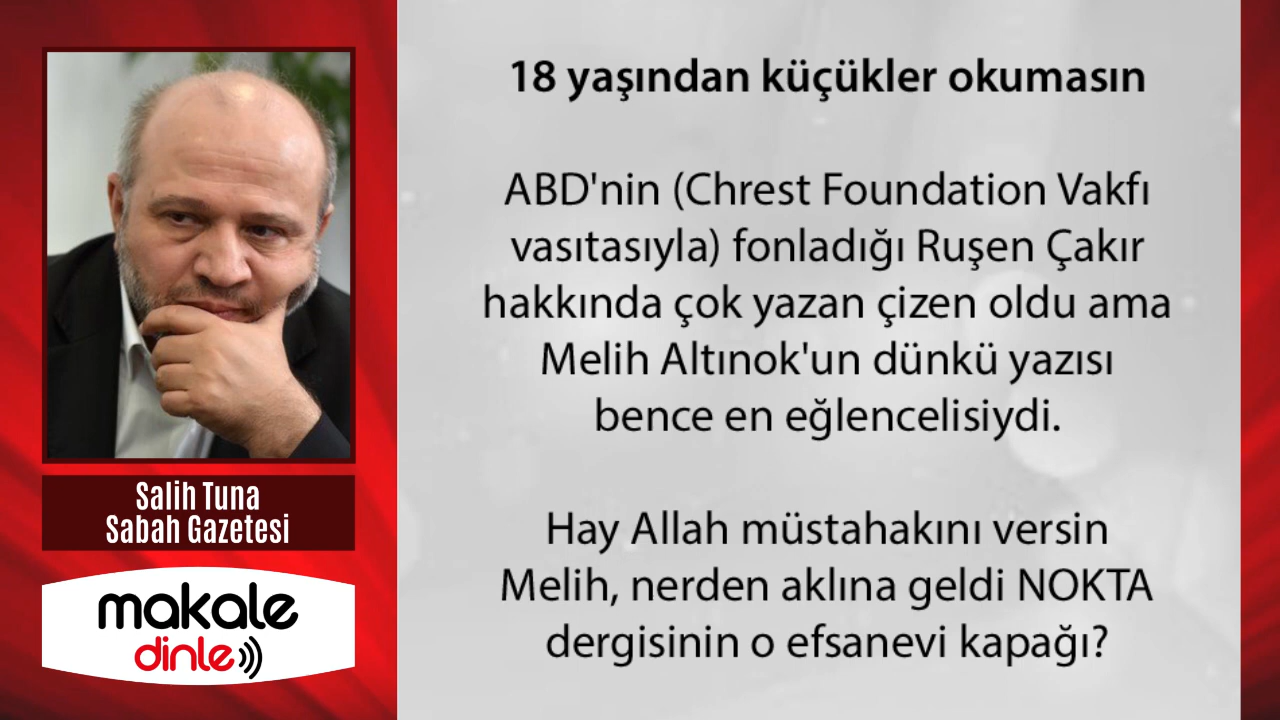 18 yaşından küçükler okumasın
ABD'nin (Chrest Foundation Vakfı
vasıtasıyla) fonladığı Ruşen Çakır
hakkında çok yazan çizen oldu ama
Melih Altınok'un dünkü yazısı
bence en eğlencelisiydi.
Hay Allah müstahakını versin
Melih, nerden aklına geldi NOKTA
dergisinin o efsanevi kapağı?
Salih Tuna
Sabah Gazetesi
makale
dinle